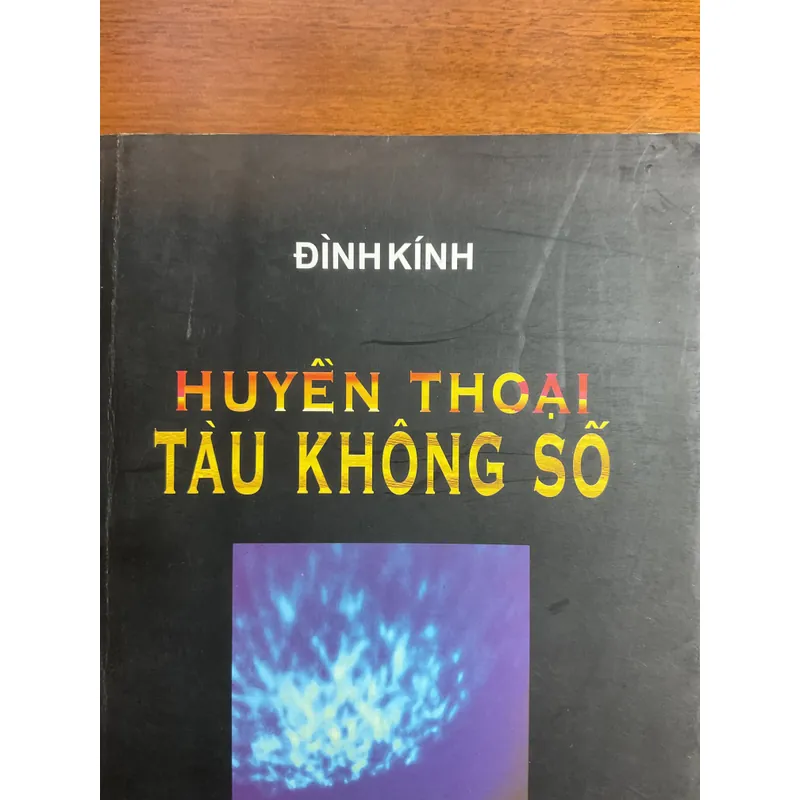 ĐÌNH KÍNH
HUYỀN THOẠI
TÀU KHÔNG SỐ